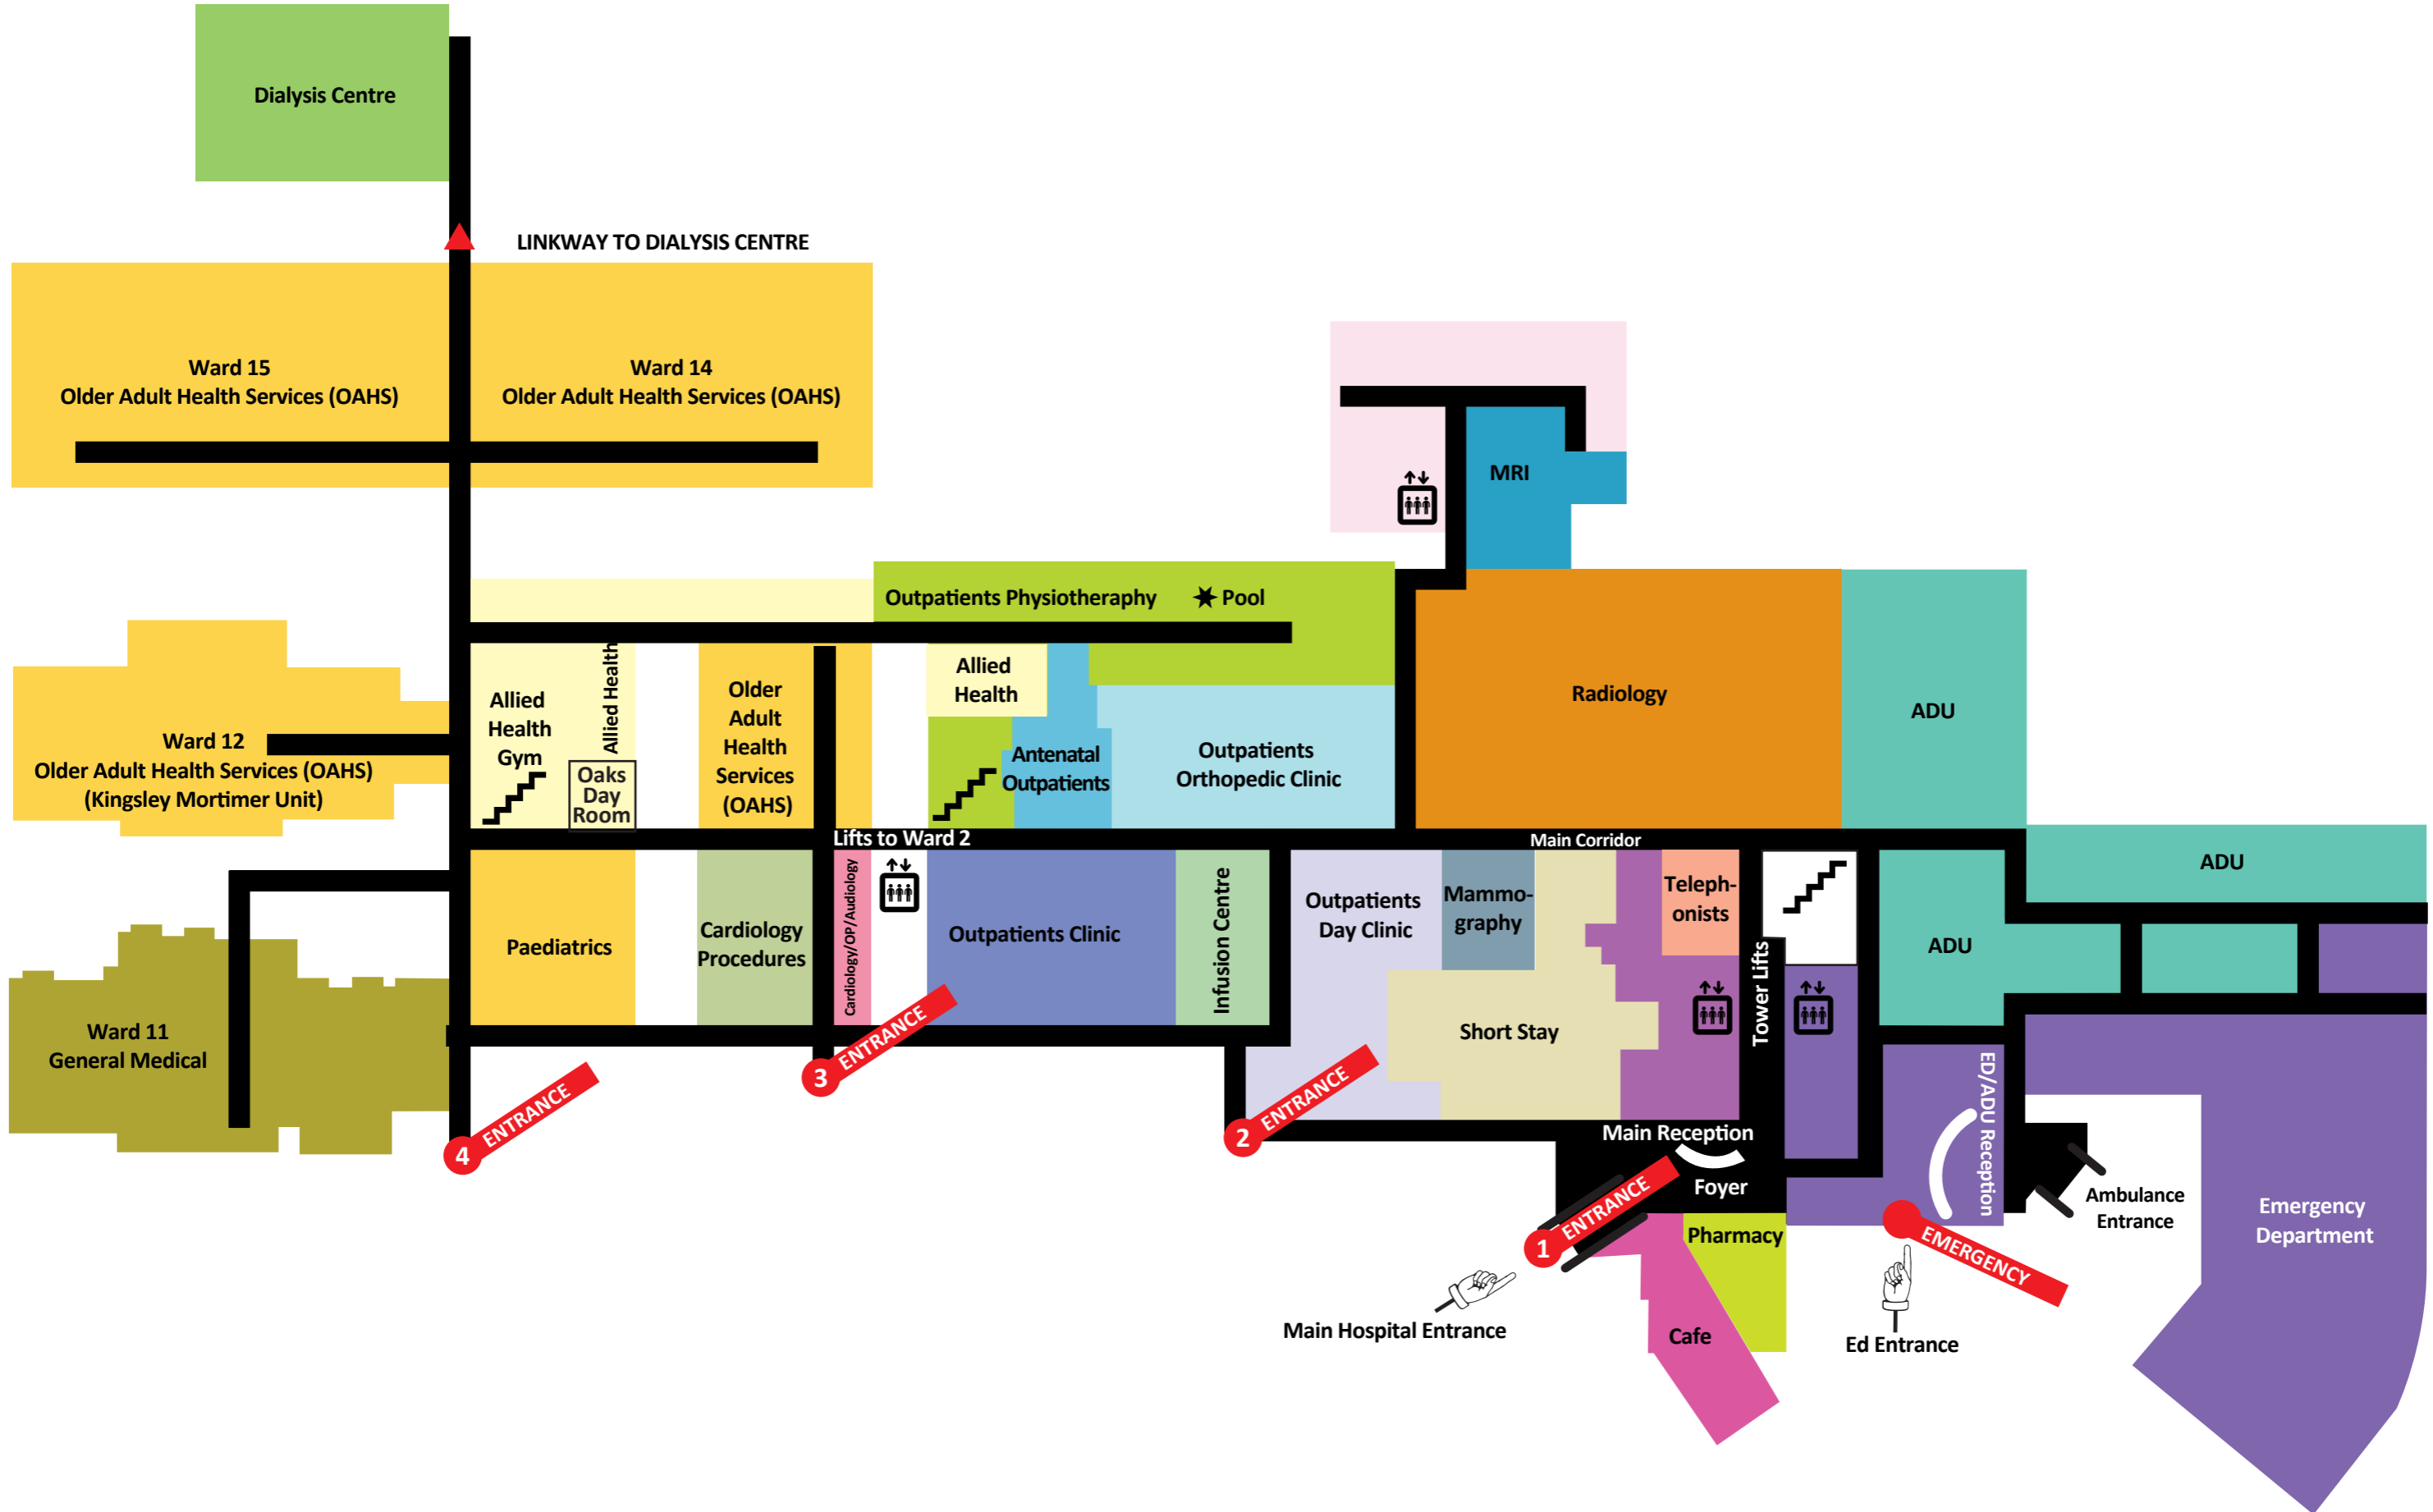 Dialysis Centre
LINKWAY TO DIALYSIS CENTRE
Ward 15
Older Adult Health Services (OAHS)
Ward 14
Older Adult Health Services (OAHS)
MRI
Outpatients Physiotheraphy
Pool
Ward 12
Older Adult Health Services (OAHS)
(Kingsley Mortimer Unit)
Allied
Health
Gym
Allied Health
Oaks
Day
Room
Older
Adult
Health
Services
(OAHS)
Allied
Health
Antenatal
Outpatients
Outpatients
Orthopedic Clinic
Radiology
ADU
Lifts to Ward 2
Main Corridor
Paediatrics
Cardiology
Procedures
Cardiology/OP/Audiology
Outpatients Clinic
Infusion Centre
Outpatients
Day Clinic
Mammo-
graphy
Teleph-
onists
Tower Lifts
ADU
ADU
Ward 11
General Medical
Short Stay
ED/ADU Reception
4 ENTRANCE
3 ENTRANCE
2 ENTRANCE
Main Reception
Foyer
1 ENTRANCE
Main Hospital Entrance
Pharmacy
Cafe
EMERGENCY
Ed Entrance
Ambulance
Entrance
Emergency
Department